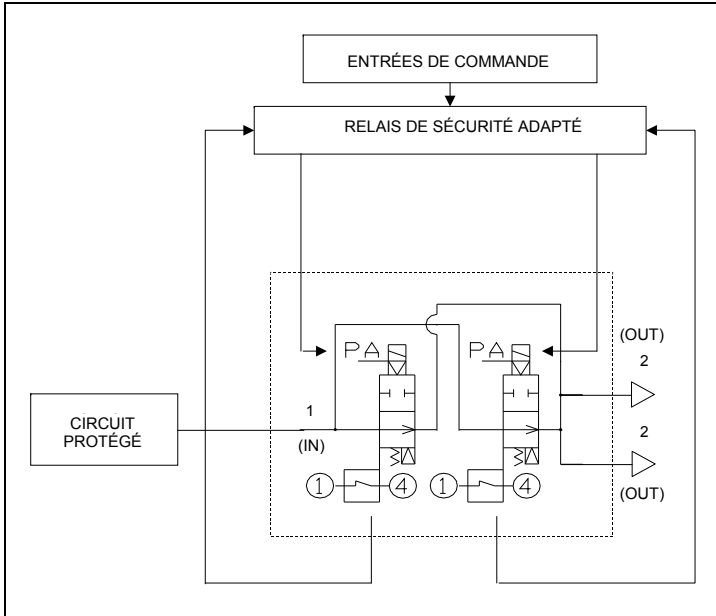 ENTRÉES DE COMMANDE
RELAIS DE SÉCURITÉ ADAPTÉ
(OUT)
PA
PA
2
1
2
CIRCUIT
PROTÉGÉ
(IN)
1 4 1 4
(OUT)